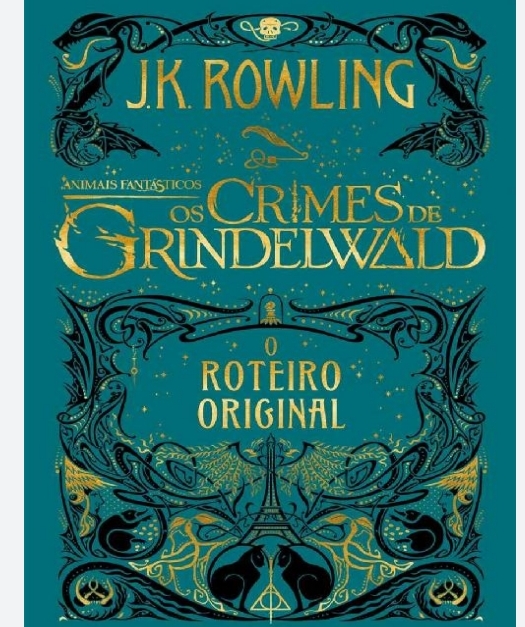 J.K. ROWLING
ANIMAIS FANTÁSTICOS
OS CRIMES DE
GRINDELWALD
O
ROTEIRO
ORIGINAL